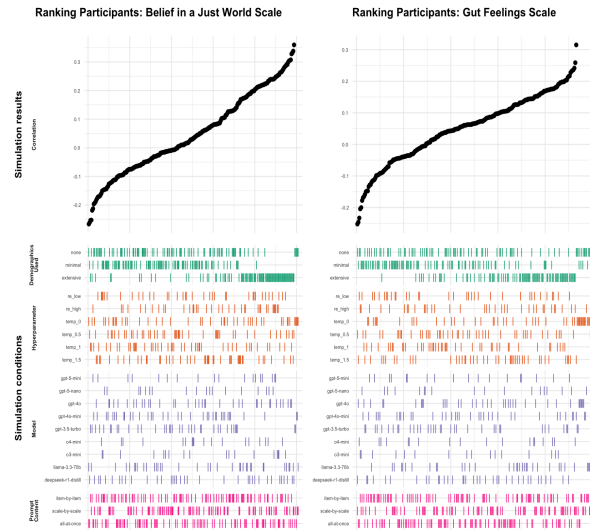 Ranking Participants: Belief in a Just World Scale
Ranking Participants: Gut Feelings Scale
Simulation results
Correlation
0.3
0.2
0.1
0.0
-0.1
-0.2
0.3
0.2
0.1
0.0
-0.1
-0.2
Simulation conditions
Demographics
Used
none
minimal
extensive
none
minimal
extensive
Hyperparameter
re_low
re_high
temp_0
temp_0.5
temp_1
temp_1.5
re_low
re_high
temp_0
temp_0.5
temp_1
temp_1.5
Model
gpt-5-mini
gpt-5-nano
gpt-4o
gpt-4o-mini
gpt-3.5-turbo
o4-mini
o3-mini
llama-3.3-70b
deepseek-r1-distill
gpt-5-mini
gpt-5-nano
gpt-4o
gpt-4o-mini
gpt-3.5-turbo
o4-mini
o3-mini
llama-3.3-70b
deepseek-r1-distill
Prompt
Content
item-by-item
scale-by-scale
all-at-once
item-by-item
scale-by-scale
all-at-once